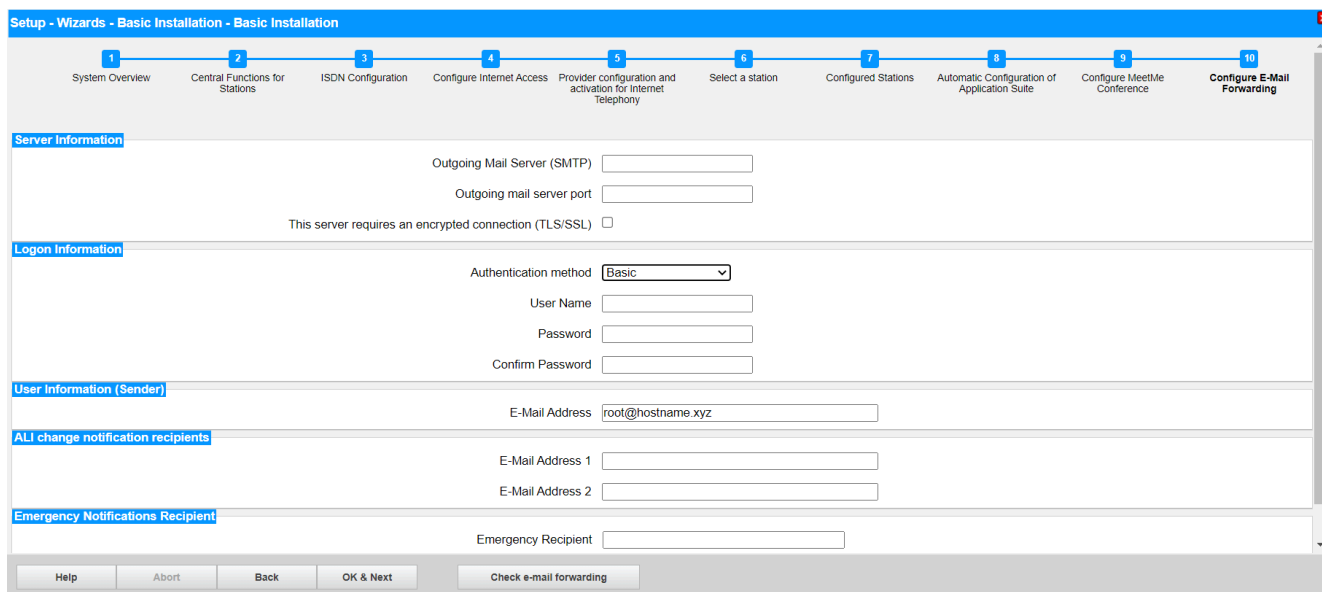 Setup - Wizards - Basic Installation - Basic Installation
1
2
3
4
5
6
7
8
9
10
System Overview
Central Functions for
Stations
ISDN Configuration
Configure Internet Access
Provider configuration and
activation for Internet
Telephony
Select a station
Configured Stations
Automatic Configuration of
Application Suite
Configure MeetMe
Conference
Configure E-Mail
Forwarding
Server Information
Outgoing Mail Server (SMTP)
Outgoing mail server port
This server requires an encrypted connection (TLS/SSL)
Logon Information
Authentication method Basic
User Name
Password
Confirm Password
User Information (Sender)
E-Mail Address root@hostname.xyz
ALI change notification recipients
E-Mail Address 1
E-Mail Address 2
Emergency Notifications Recipient
Emergency Recipient
Help Abort Back OK & Next Check e-mail forwarding